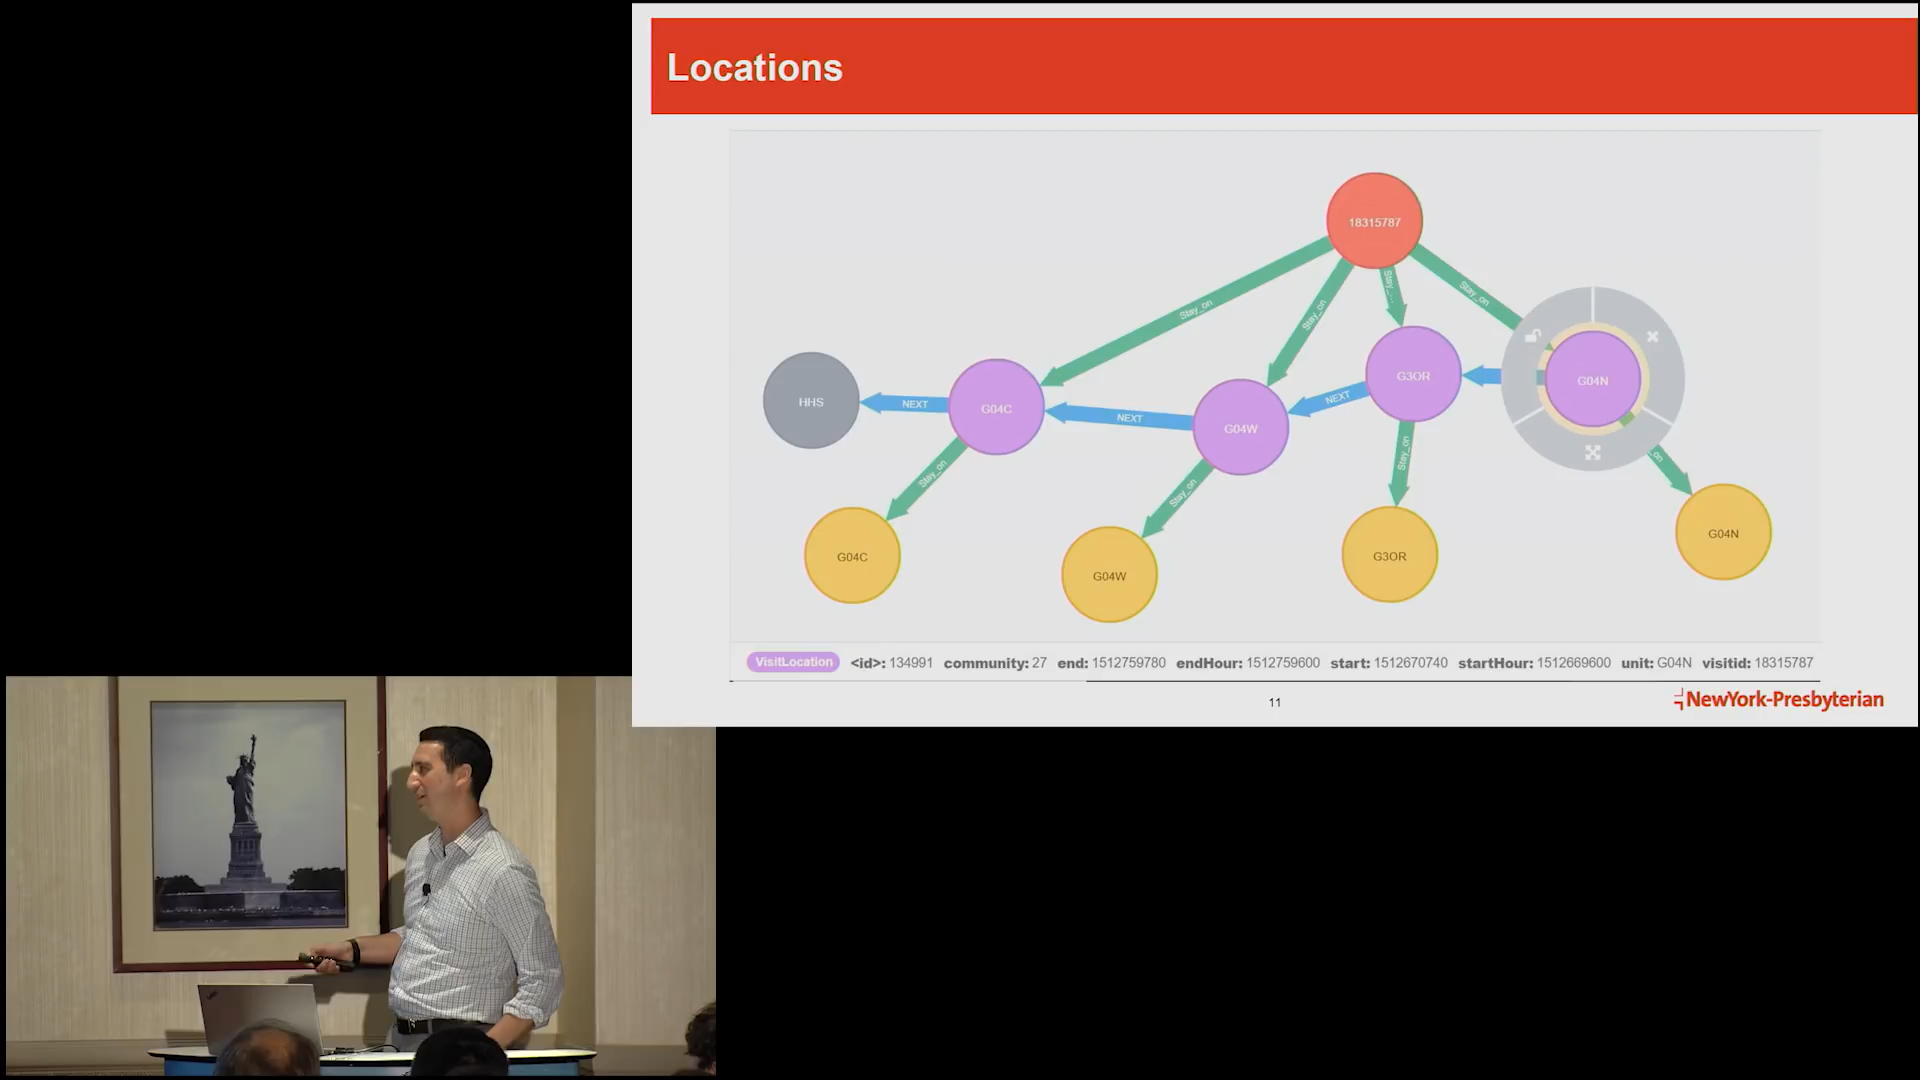 Locations
18315787
Stay_on
Stay_on
Stay_...
Stay_on
HHS
NEXT
G04C
NEXT
G04W
NEXT
G3OR
G04N
Stay_on
Stay_on
Stay_on
_on
G04C
G04W
G3OR
G04N
VisitLocation <id>: 134991 community: 27 end: 1512759780 endHour: 1512759600 start: 1512670740 startHour: 1512669600 unit: G04N visitid: 18315787
11
NewYork-Presbyterian